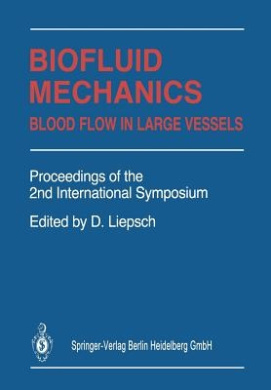 BIOFLUID
MECHANICS
BLOOD FLOW IN LARGE VESSELS
Proceedings of the
2nd International Symposium
Edited by D. Liepsch
Springer-Verlag Berlin Heidelberg GmbH